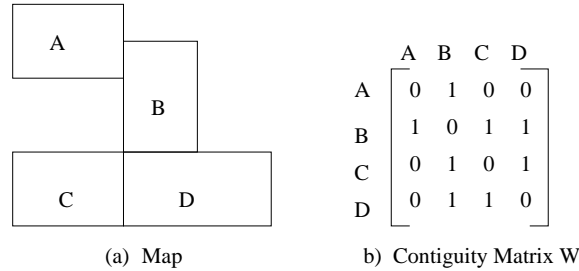 A
B
C
D
(a) Map
A B C D
A 0 1 0 0
B 1 0 1 1
C 0 1 0 1
D 0 1 1 0
b) Contiguity Matrix W